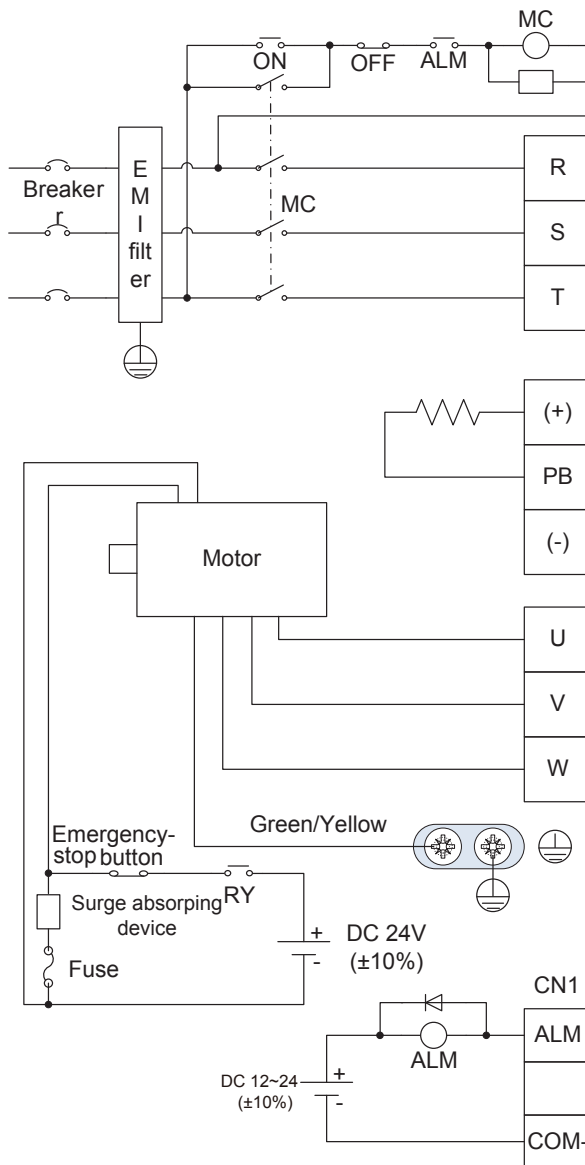 MC
ON
OFF
ALM
Breaker
r
E
M
I
filt
er
MC
R
S
T
(+)
PB
(-)
Motor
U
V
W
Green/Yellow
Emergency-
stop button
RY
Surge absorping
device
Fuse
+
-
DC 24V
(±10%)
CN1
ALM
ALM
DC 12~24
(±10%)
+
-
COM-